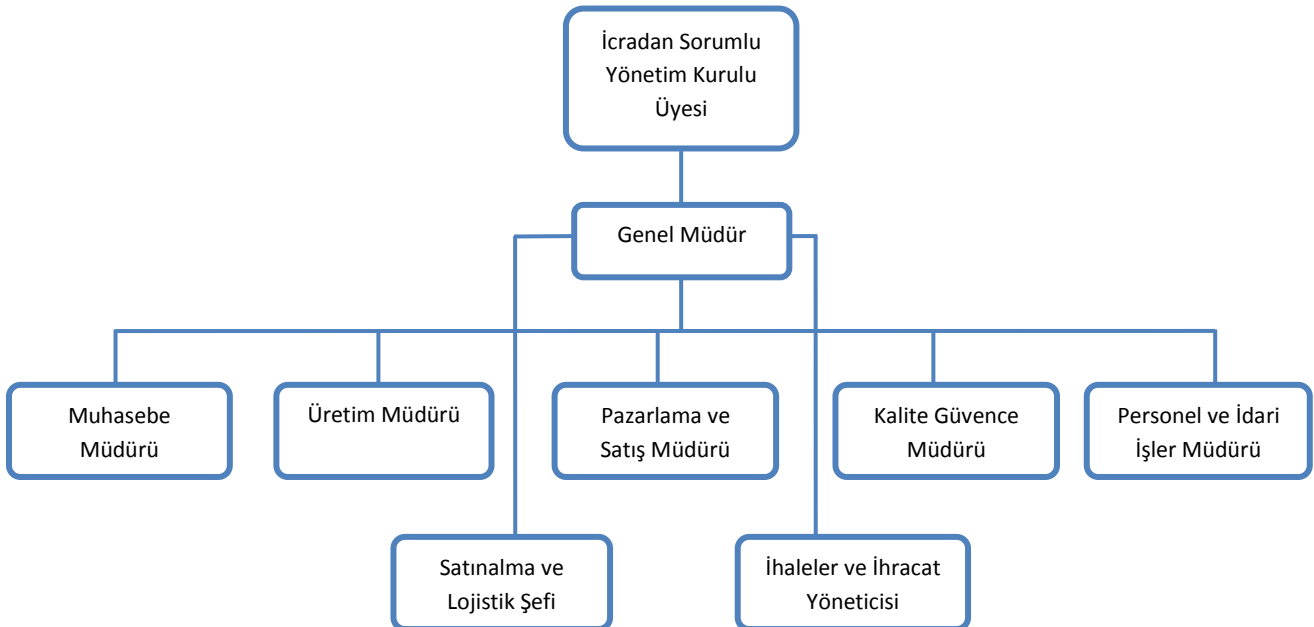 İcradan Sorumlu
Yönetim Kurulu
Üyesi
Genel Müdür
Muhasebe
Müdürü
Üretim Müdürü
Pazarlama ve
Satış Müdürü
Kalite Güvence
Müdürü
Personel ve İdari
İşler Müdürü
Satınalma ve
Lojistik Şefi
İhaleler ve İhracat
Yöneticisi